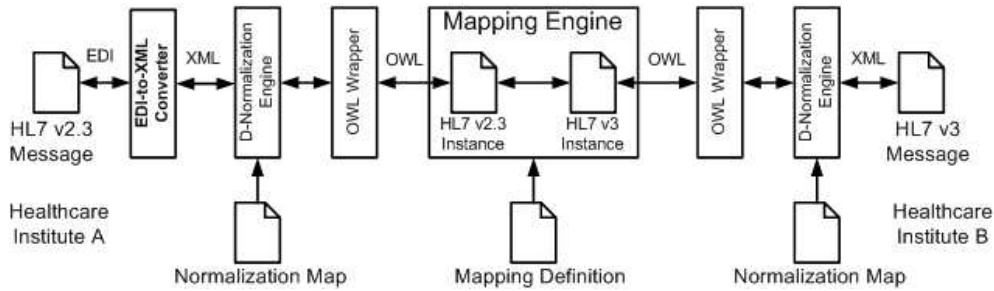 Mapping Engine
EDI
EDI-to-XML
Converter
XML
D-Normalization
Engine
OWL Wrapper
OWL
HL7 v2.3
Instance
HL7 v3
Instance
OWL
OWL Wrapper
D-Normalization
Engine
XML
HL7 v2.3
Message
HL7 v3
Message
Healthcare
Institute A
Healthcare
Institute B
Normalization Map
Mapping Definition
Normalization Map